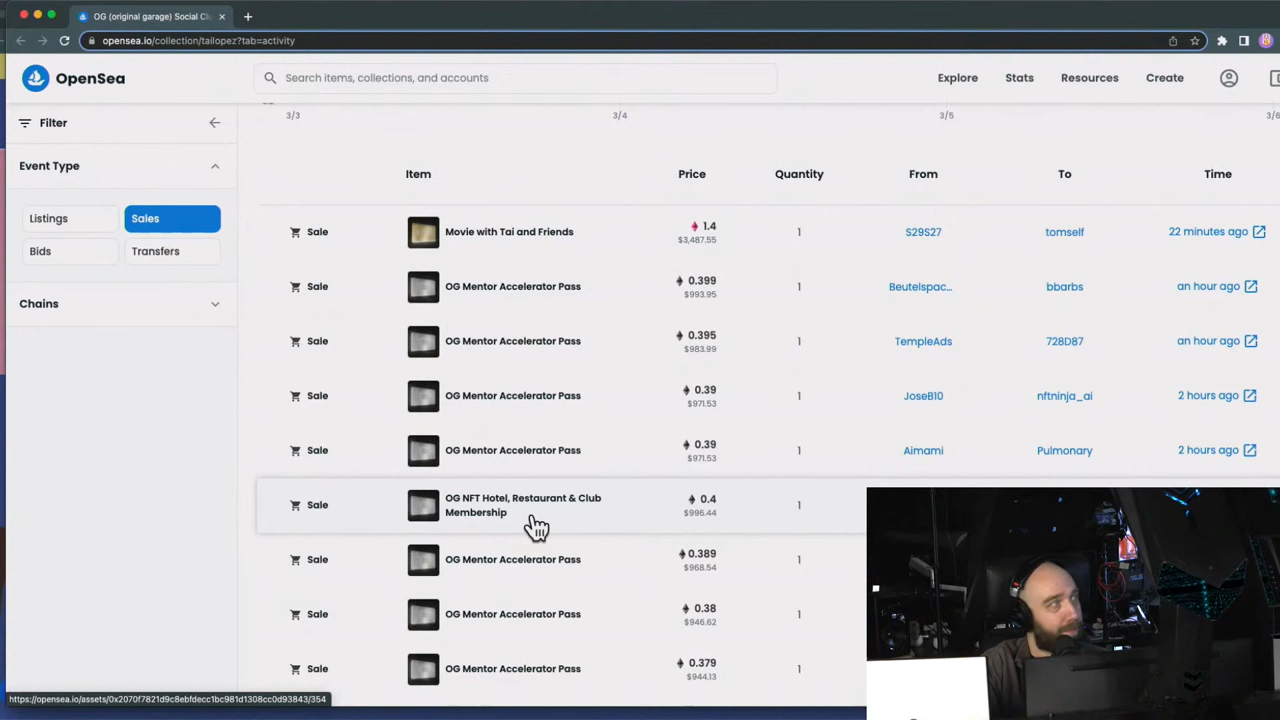 OG (original garage) Social Cl
opensea.io/collection/tailopez?tab=activity
OpenSea
Search items, collections, and accounts
Explore
Stats
Resources
Create
Filter
3/3
3/4
3/5
3/6
Event Type
Listings
Sales
Bids
Transfers
Chains
Item
Price
Quantity
From
To
Time
Sale
Movie with Tai and Friends
1.4
$3,487.55
1
S29S27
tomself
22 minutes ago
Sale
OG Mentor Accelerator Pass
0.399
$993.95
1
Beutelspac...
bbarbs
an hour ago
Sale
OG Mentor Accelerator Pass
0.395
$983.99
1
TempleAds
728D87
an hour ago
Sale
OG Mentor Accelerator Pass
0.39
$971.53
1
JoseB10
nftninja_ai
2 hours ago
Sale
OG Mentor Accelerator Pass
0.39
$971.53
1
Aimami
Pulmonary
2 hours ago
Sale
OG NFT Hotel, Restaurant & Club
Membership
0.4
$996.44
1
Sale
OG Mentor Accelerator Pass
0.389
$968.54
1
Sale
OG Mentor Accelerator Pass
0.38
$946.62
1
Sale
OG Mentor Accelerator Pass
0.379
$944.13
1
https://opensea.io/assets/0x2070f7821d9c8ebfdecc1bc981d1308cc0d93843/354